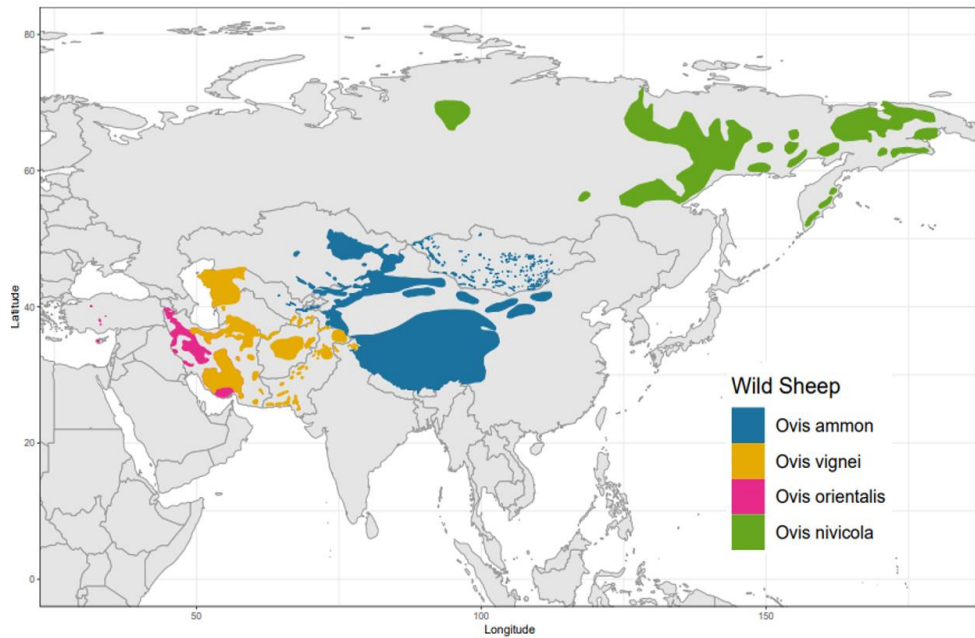 80
60
40
20
0
Latitude
50
100
150
Longitude
Wild Sheep
Ovis ammon
Ovis vignei
Ovis orientalis
Ovis nivicola